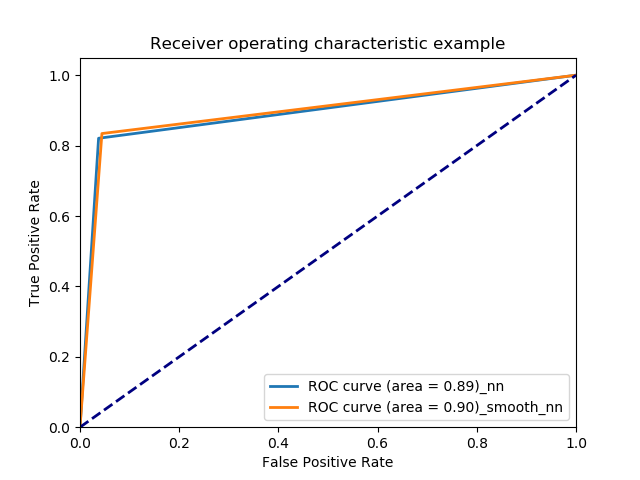 Receiver operating characteristic example
1.0
0.8
0.6
0.4
0.2
0.0
True Positive Rate
ROC curve (area = 0.89)_nn
ROC curve (area = 0.90)_smooth_nn
0.0 0.2 0.4 0.6 0.8 1.0
False Positive Rate